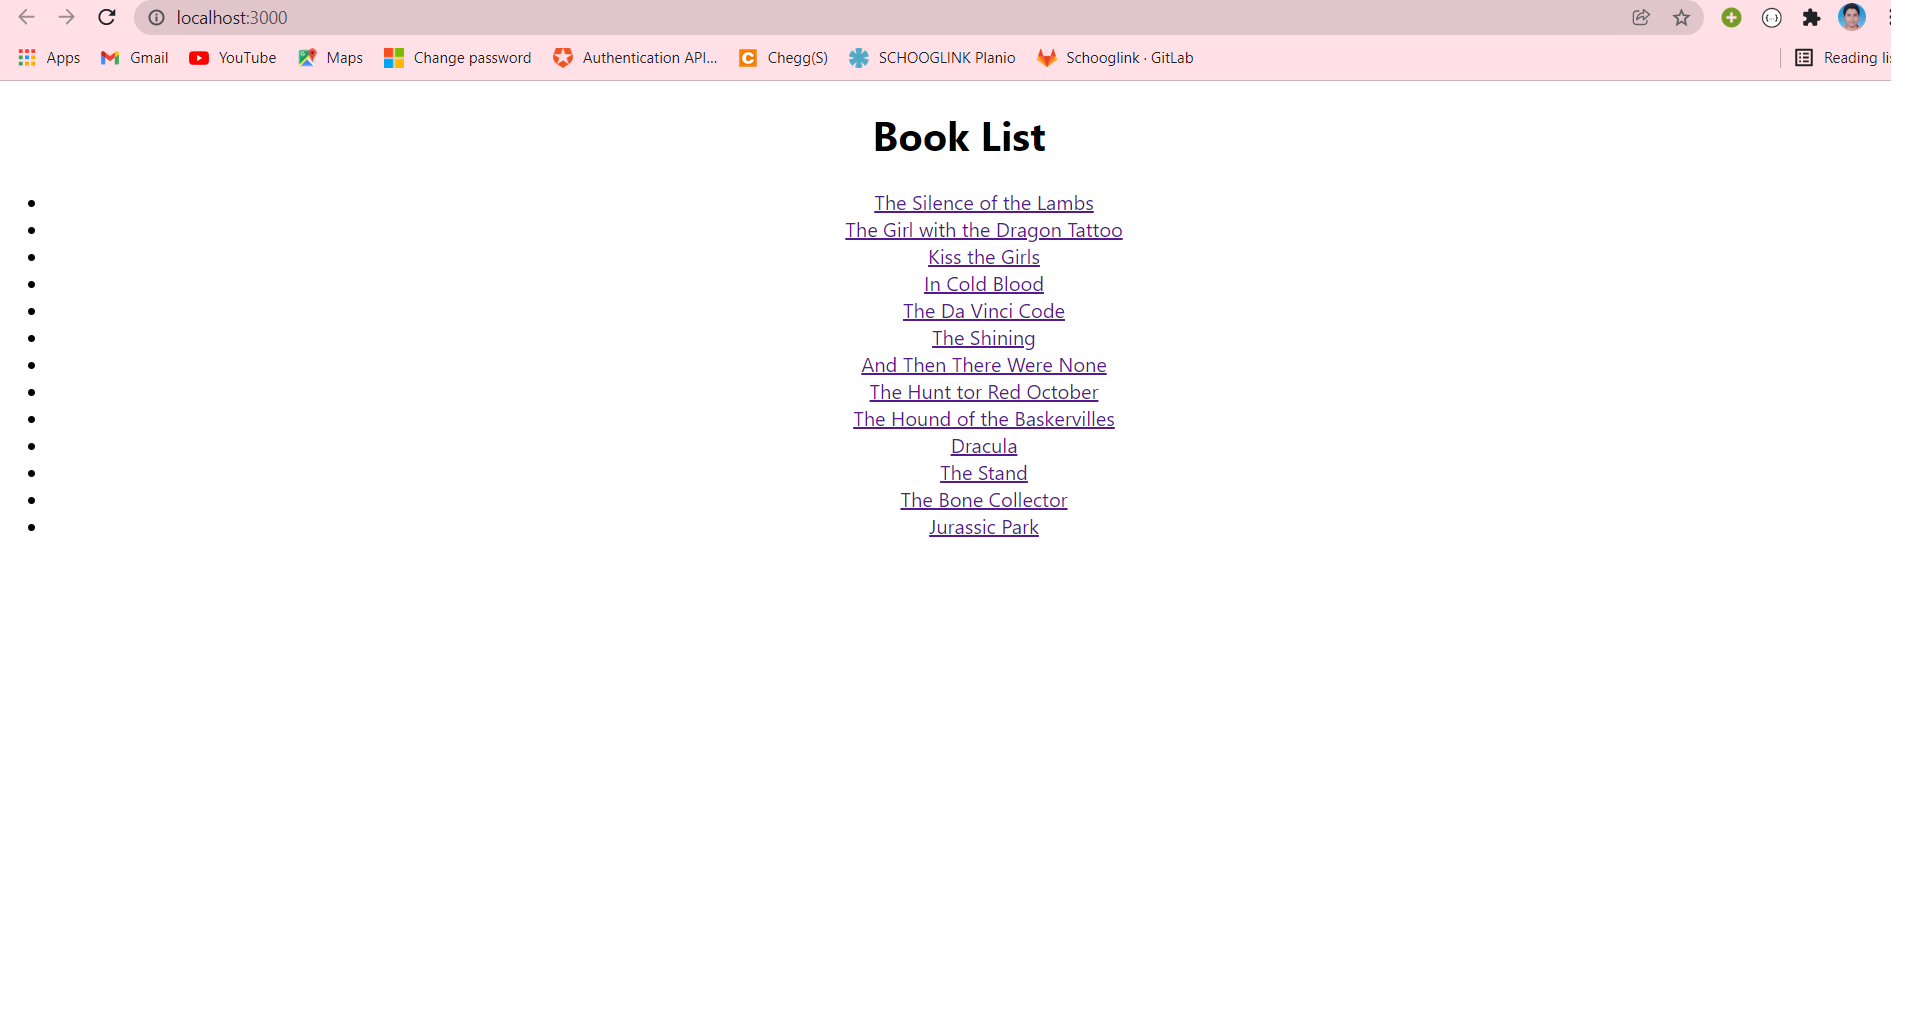 localhost:3000
Apps Gmail YouTube Maps Change password Authentication API... Chegg(S) SCHOOGLINK Planio Schooglink · GitLab Reading
Book List
The Silence of the Lambs
The Girl with the Dragon Tattoo
Kiss the Girls
In Cold Blood
The Da Vinci Code
The Shining
And Then There Were None
The Hunt tor Red October
The Hound of the Baskervilles
Dracula
The Stand
The Bone Collector
Jurassic Park